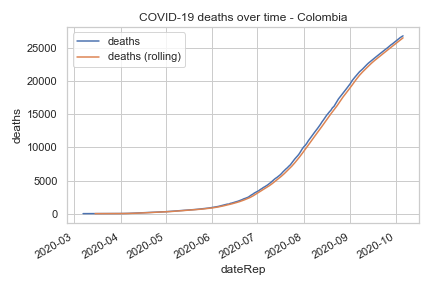 COVID-19 deaths over time - Colombia
deaths
deaths (rolling)
25000
20000
15000
10000
5000
0
deaths
2020-03
2020-04
2020-05
2020-06
2020-07
2020-08
2020-09
2020-10
dateRep